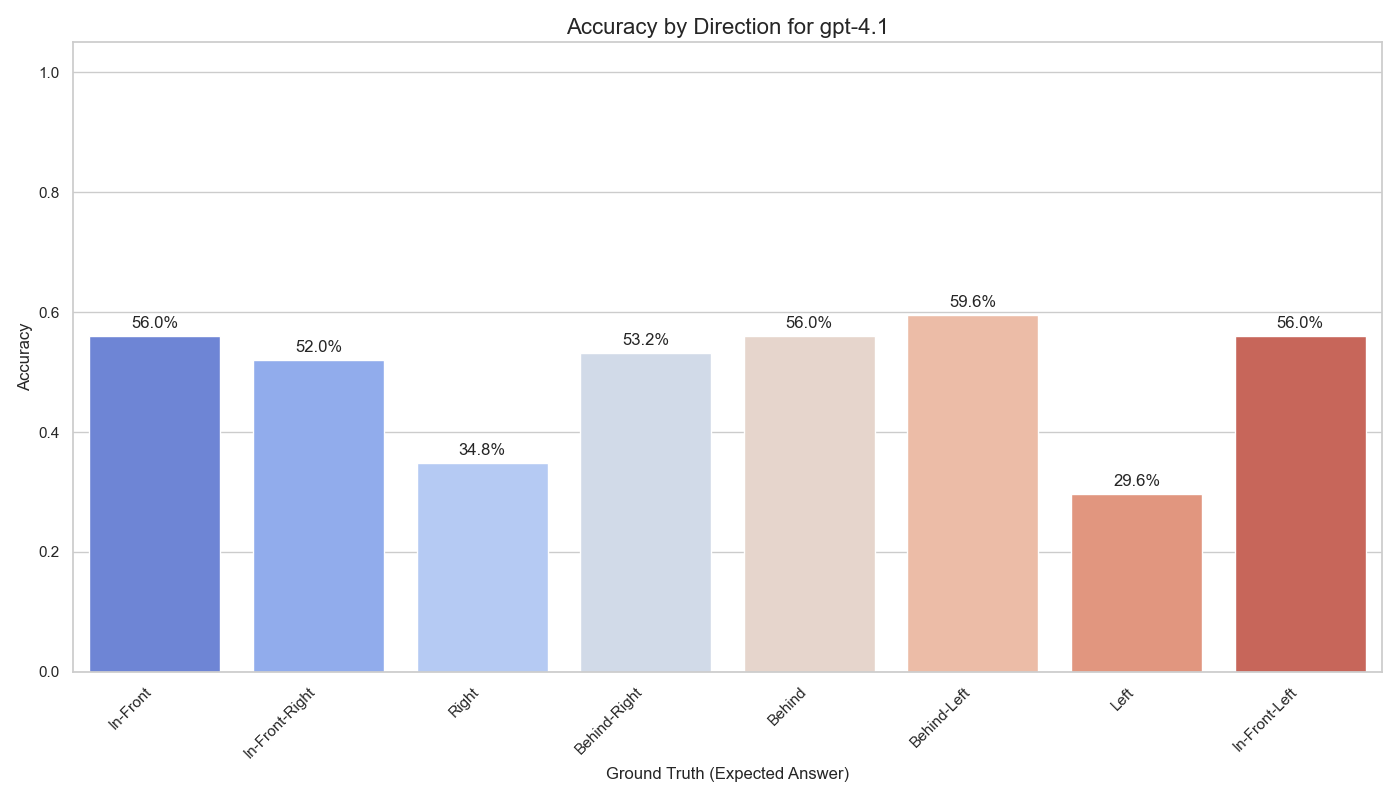 Accuracy by Direction for gpt-4.1
1.0
0.8
0.6
0.4
0.2
0.0
Accuracy
56.0%
52.0%
34.8%
53.2%
56.0%
59.6%
29.6%
56.0%
In-Front
In-Front-Right
Right
Behind-Right
Behind
Behind-Left
Left
In-Front-Left
Ground Truth (Expected Answer)